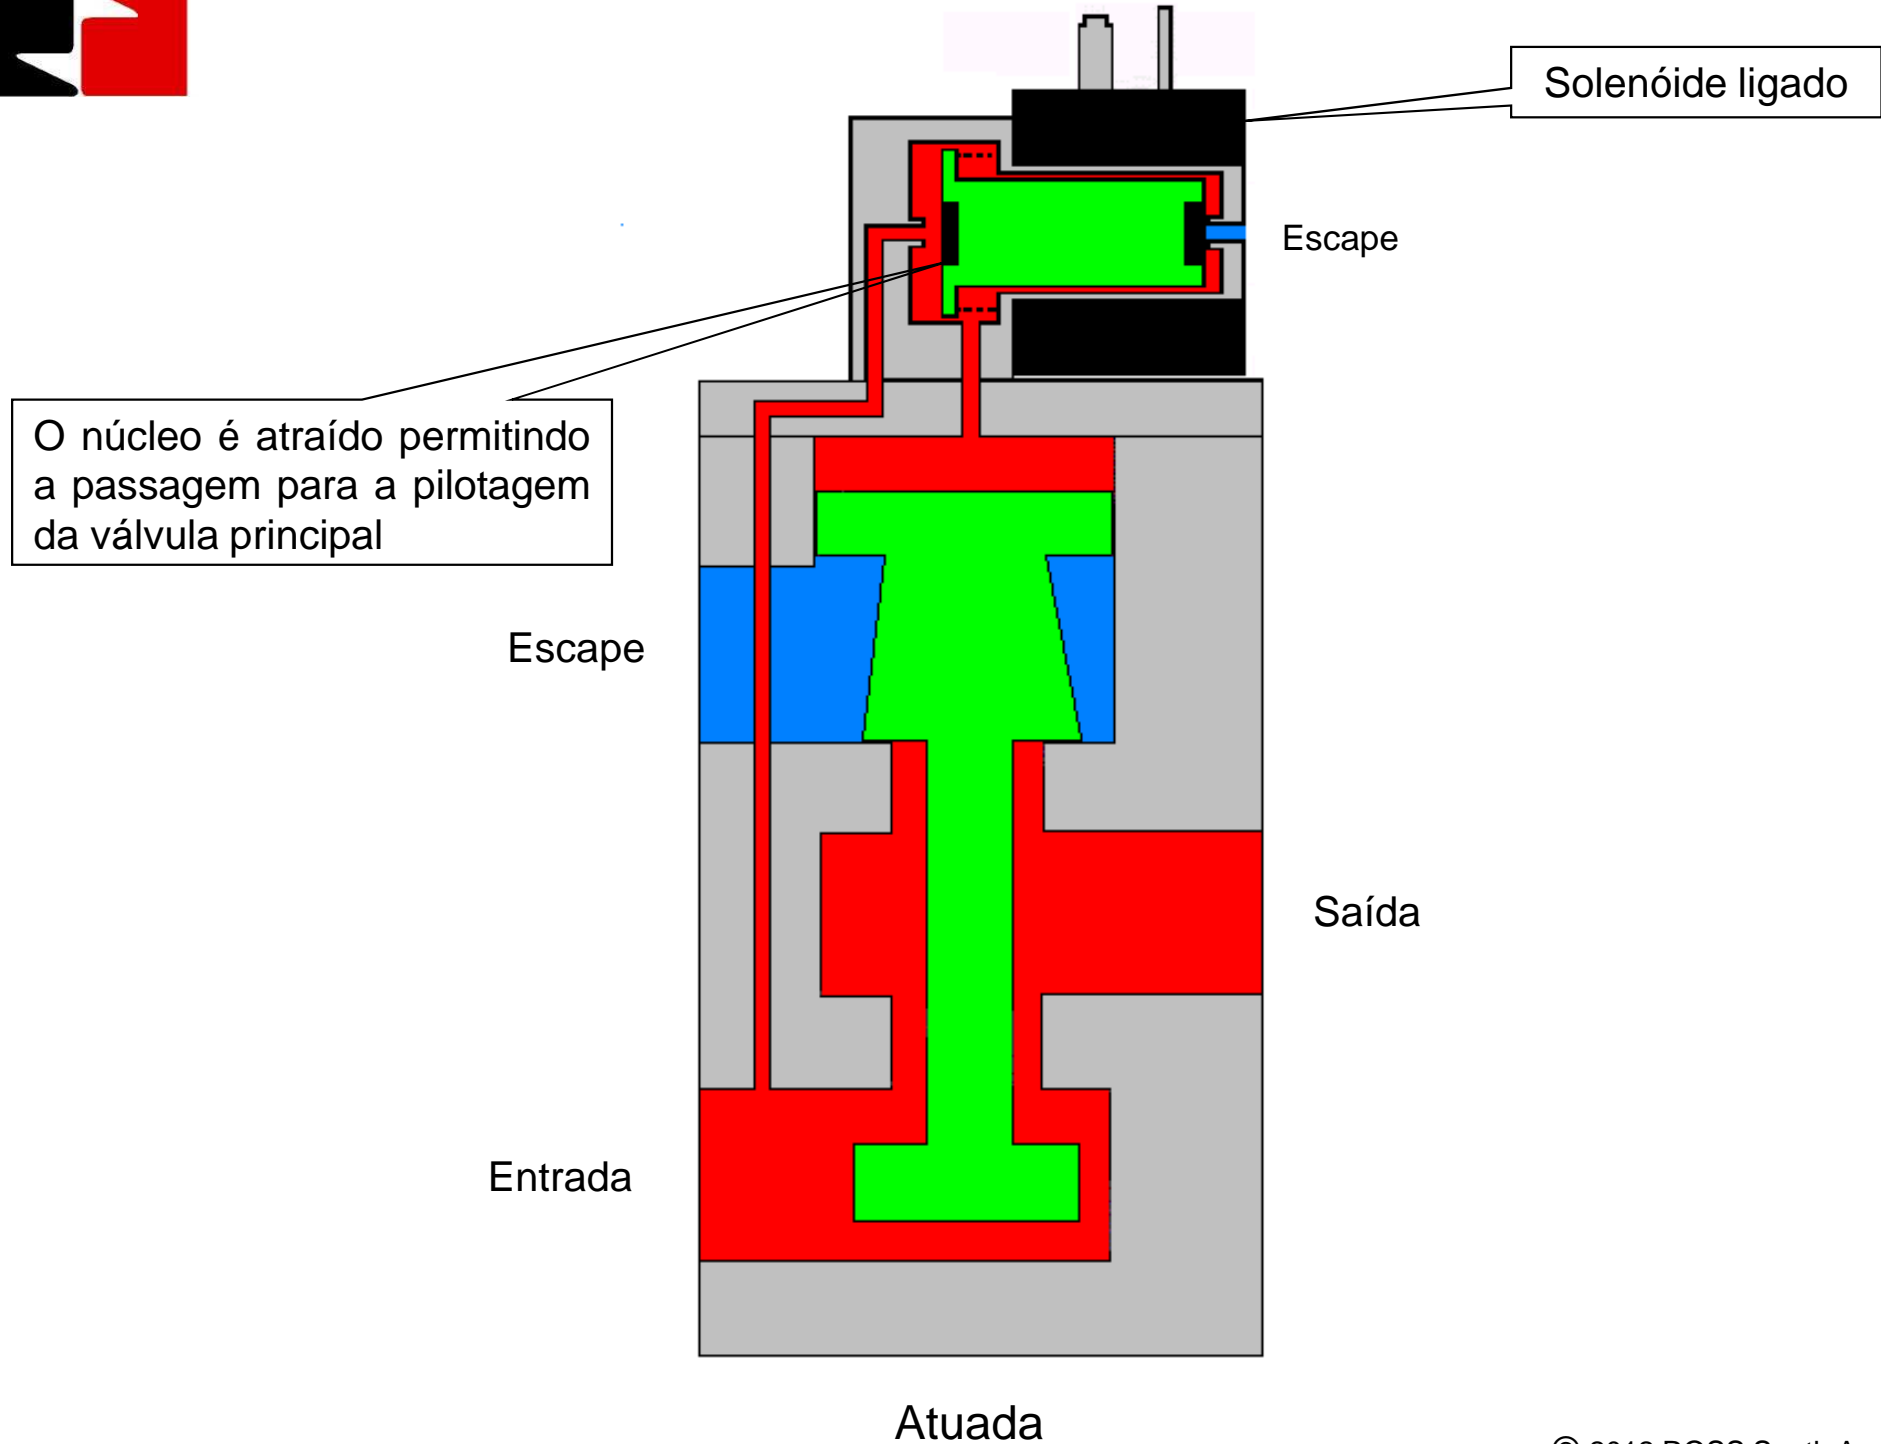 Solenóide ligado
Escape
O núcleo é atraído permitindo
a passagem para a pilotagem
da válvula principal
Escape
Saída
Entrada
Atuada